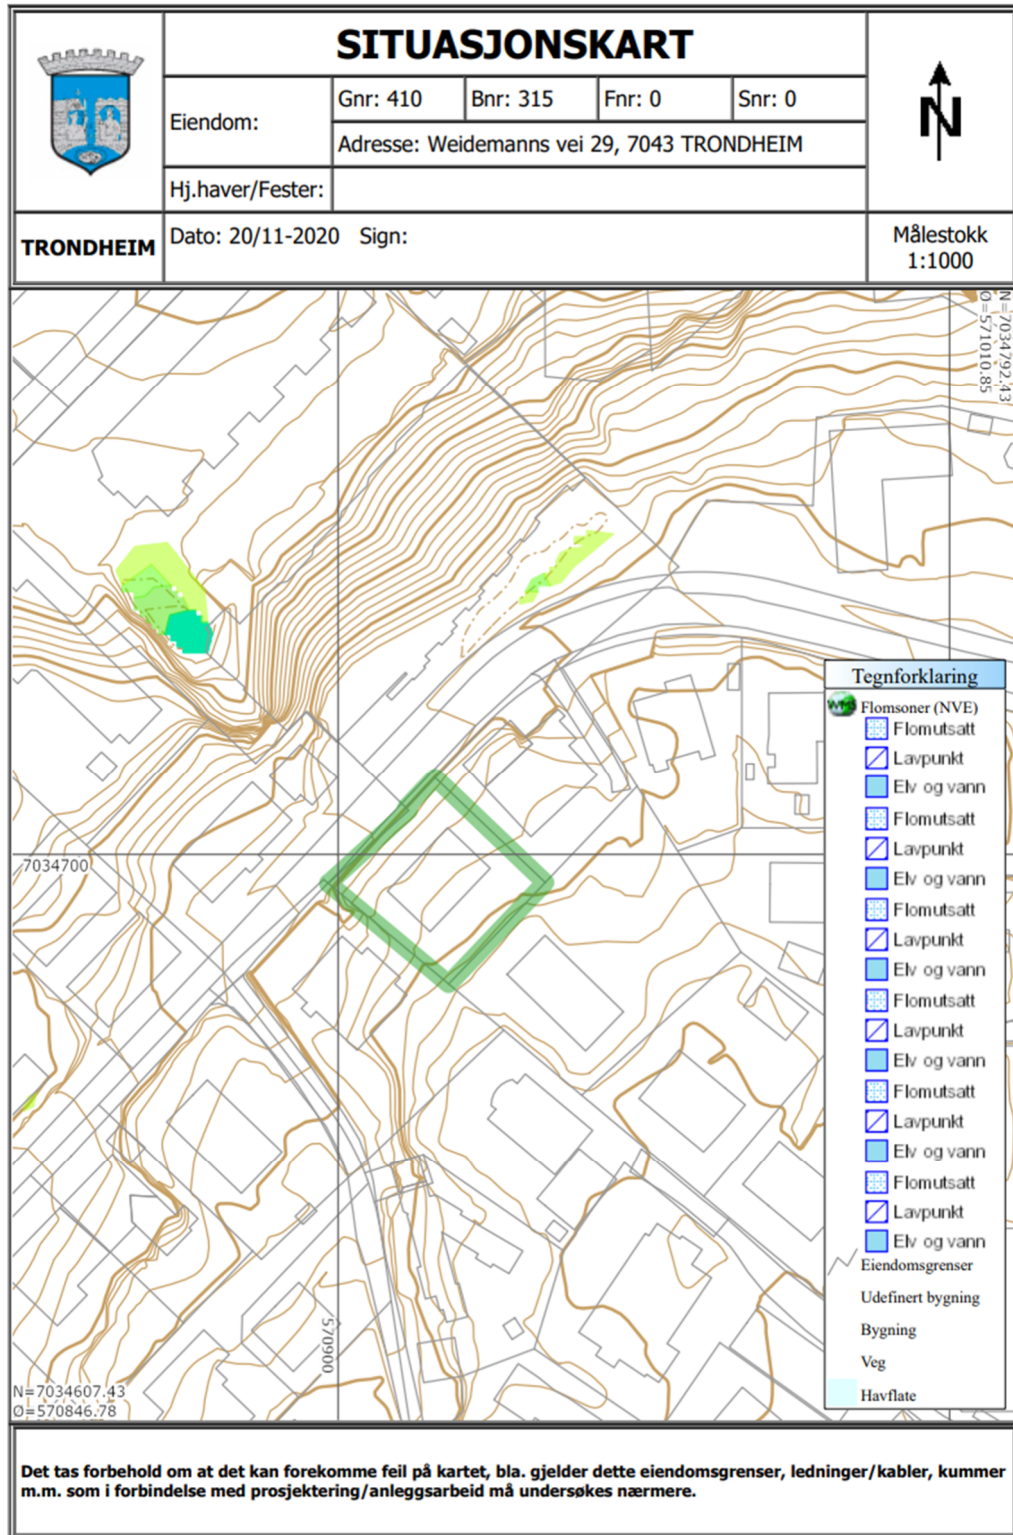 SITUASJONSKART
Eiendom:
Gnr: 410
Bnr: 315
Fnr: 0
Snr: 0
Adresse: Weidemanns vei 29, 7043 TRONDHEIM
Hj.haver/Fester:
N
TRONDHEIM
Dato: 20/11-2020 Sign:
Målestokk
1:1000
N=7034792.43
Ø=571010.85
7034700
570900
N=7034607.43
Ø=570846.78
Tegnforklaring
WMS
Flomsoner (NVE)
Flomutsatt
Lavpunkt
Elv og vann
Flomutsatt
Lavpunkt
Elv og vann
Flomutsatt
Lavpunkt
Elv og vann
Flomutsatt
Lavpunkt
Elv og vann
Flomutsatt
Lavpunkt
Elv og vann
Flomutsatt
Lavpunkt
Elv og vann
Eiendomsgrenser
Udefinert bygning
Bygning
Veg
Havflate
Det tas forbehold om at det kan forekomme feil på kartet, bla. gjelder dette eiendomsgrenser, ledninger/kabler, kummer
m.m. som i forbindelse med prosjektering/anleggsarbeid må undersøkes nærmere.